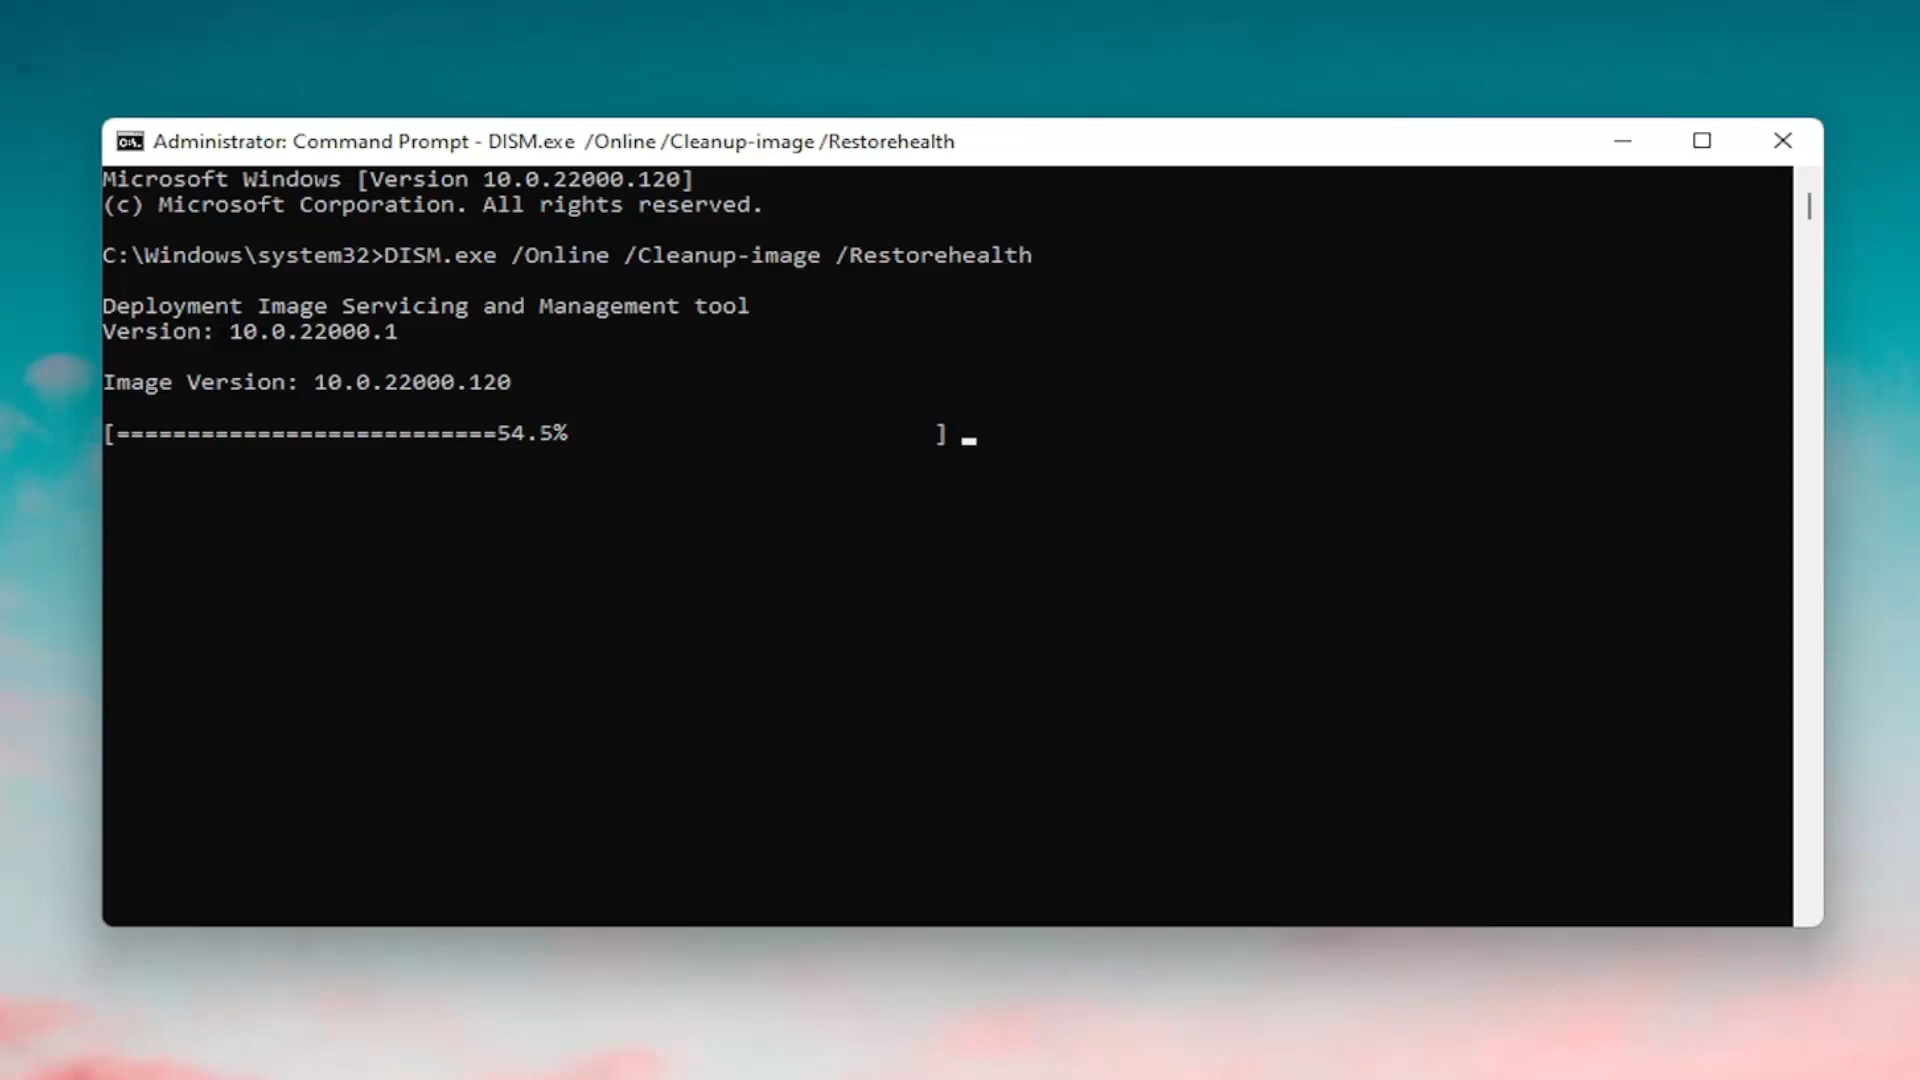 Administrator: Command Prompt - DISM.exe /Online /Cleanup-image /Restorehealth
Microsoft Windows [Version 10.0.22000.120]
(c) Microsoft Corporation. All rights reserved.
C:\Windows\system32>DISM.exe /Online /Cleanup-image /Restorehealth
Deployment Image Servicing and Management tool
Version: 10.0.22000.1
Image Version: 10.0.22000.120
[===========================54.5%                          ]